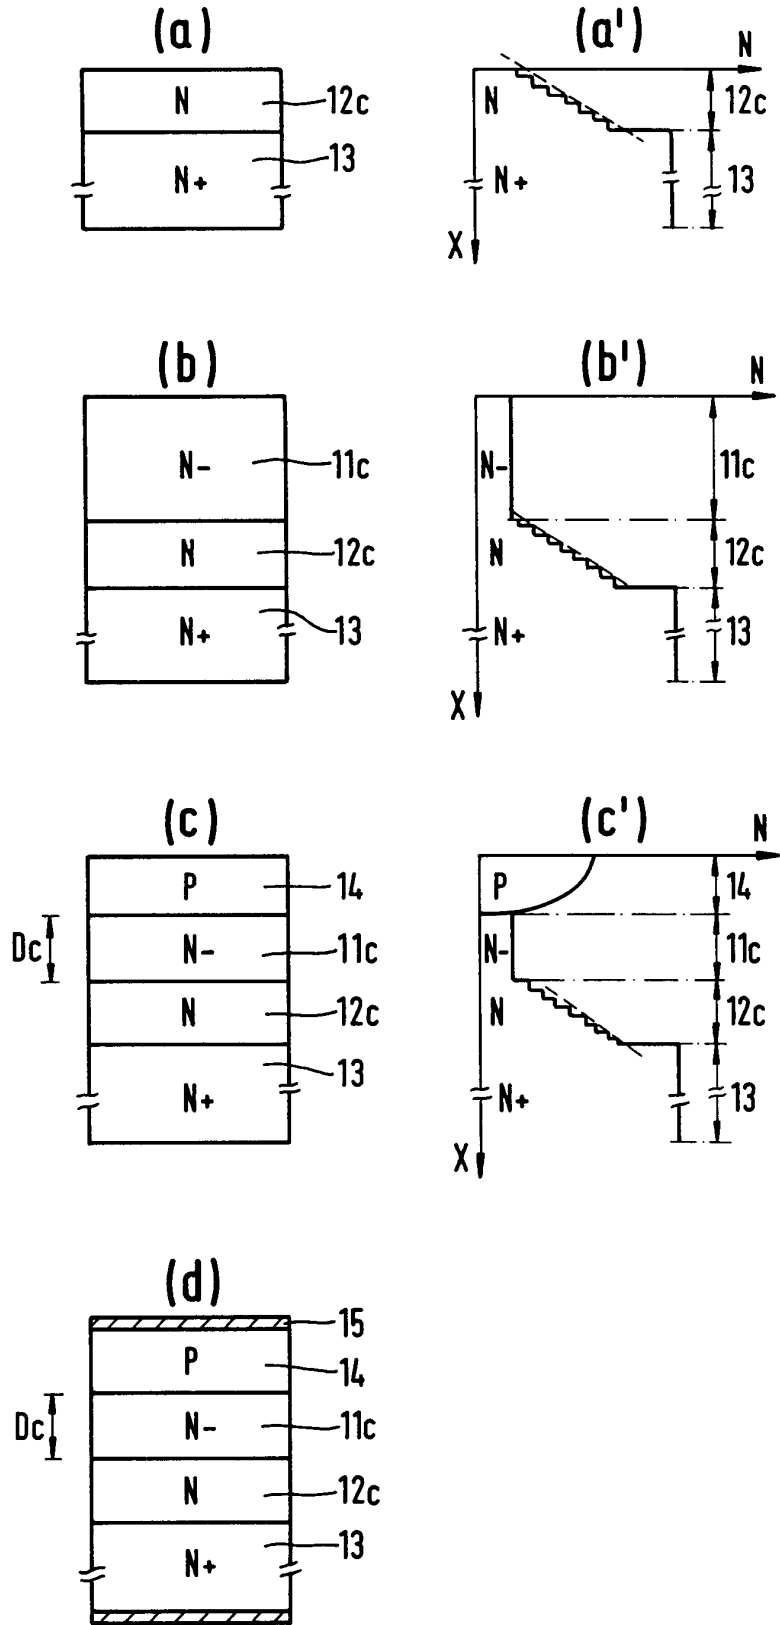 (a)
N
12c
N+
13
(a')
N
N
12c
N+
13
X
(b)
N-
11c
N
12c
N+
13
(b')
N
N-
11c
N
12c
N+
13
X
(c)
P
14
Dc
N-
11c
N
12c
13
N+
(c')
N
P
14
N-
11c
N
12c
N+
13
X
(d)
15
P
14
Dc
N-
11c
N
12c
13
N+